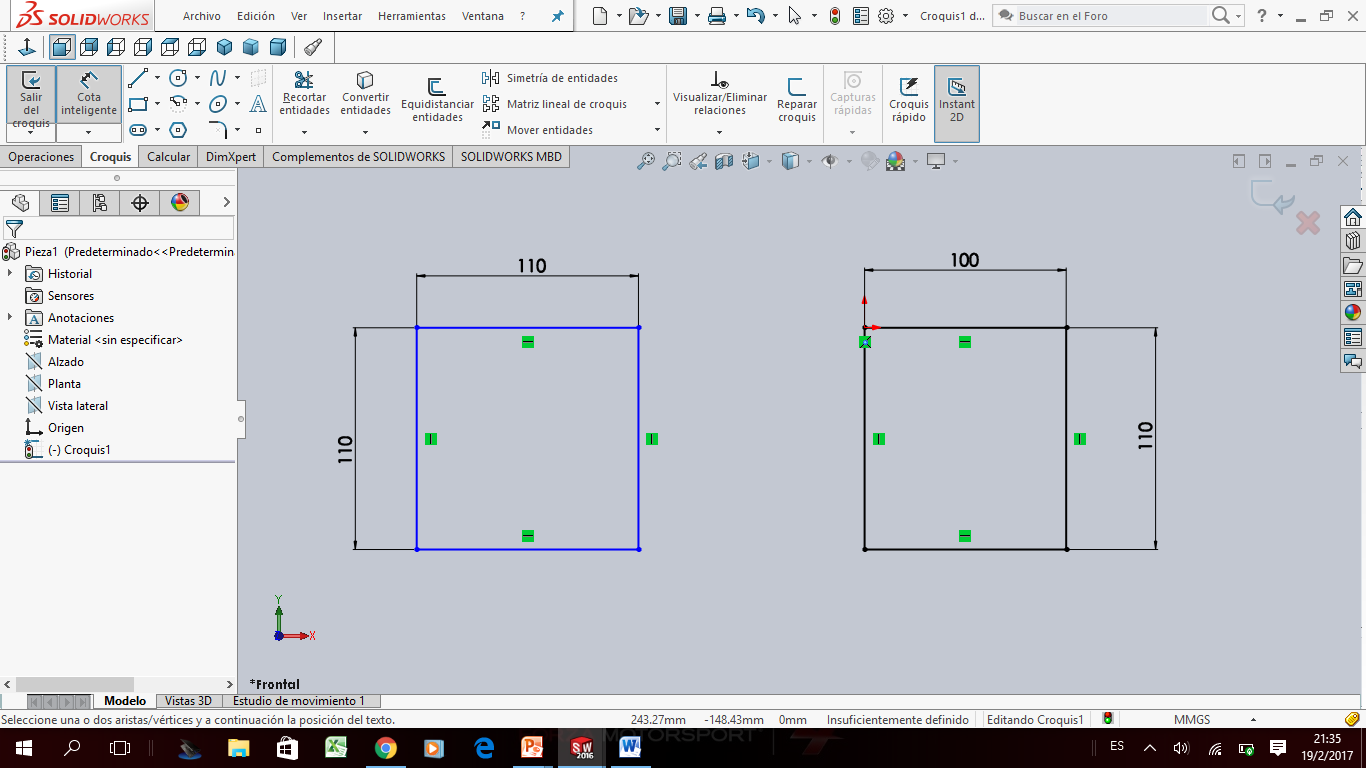 SOLIDWORKS
Archivo Edición Ver Insertar Herramientas Ventana ?
Croquis1 d...
Buscar en el Foro
?
Salir del croquis
Cota inteligente
Recortar entidades
Convertir entidades
Equidistanciar entidades
Simetría de entidades
Matriz lineal de croquis
Mover entidades
Visualizar/Eliminar relaciones
Reparar croquis
Capturas rápidas
Croquis rápido
Instant 2D
Operaciones Croquis Calcular DimXpert Complementos de SOLIDWORKS SOLIDWORKS MBD
Pieza1 (Predeterminado<<Predetermin
Historial
Sensores
Anotaciones
Material <sin especificar>
Alzado
Planta
Vista lateral
Origen
(-) Croquis1
110
100
110
110
Y
X
*Frontal
Modelo Vistas 3D Estudio de movimiento 1
Seleccione una o dos aristas/vértices y a continuación la posición del texto.
243.27mm -148.43mm 0mm Insuficientemente definido Editando Croquis1 MMGS
MOTORSPORT
SW
2016
ES
21:35
19/2/2017